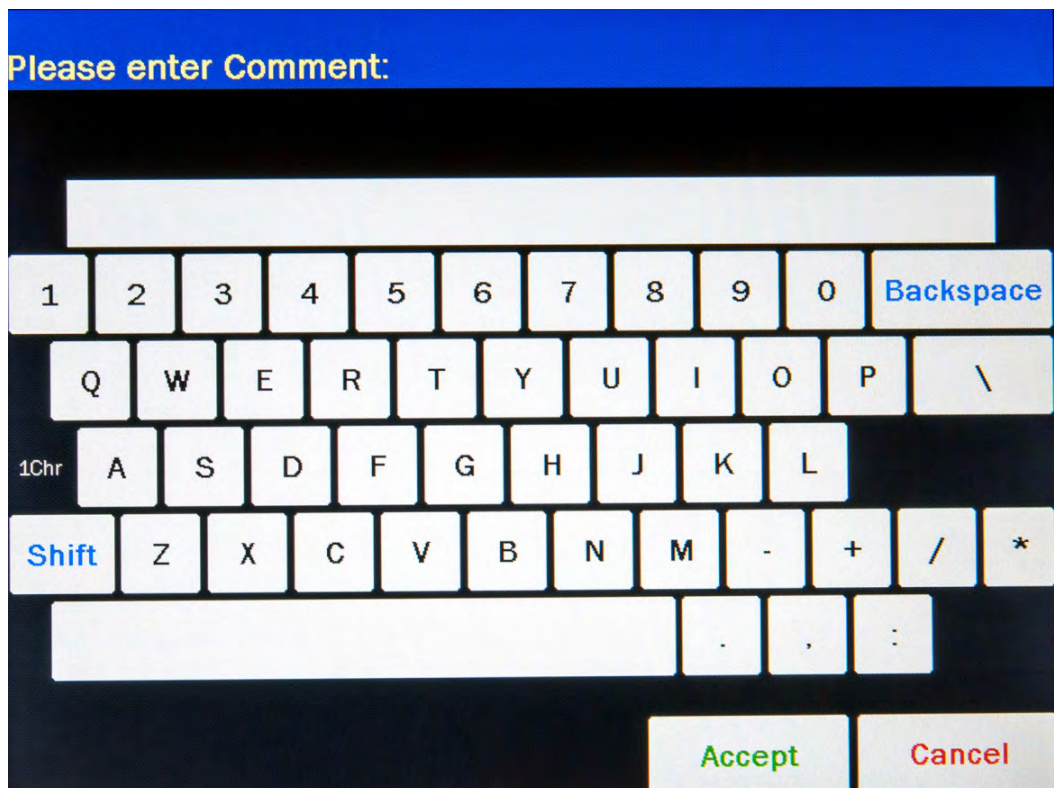 Please enter Comment:
1 2 3 4 5 6 7 8 9 0 Backspace
Q W E R T Y U I O P \
1Chr A S D F G H J K L
Shift Z X C V B N M - + / *
. , :
Accept Cancel